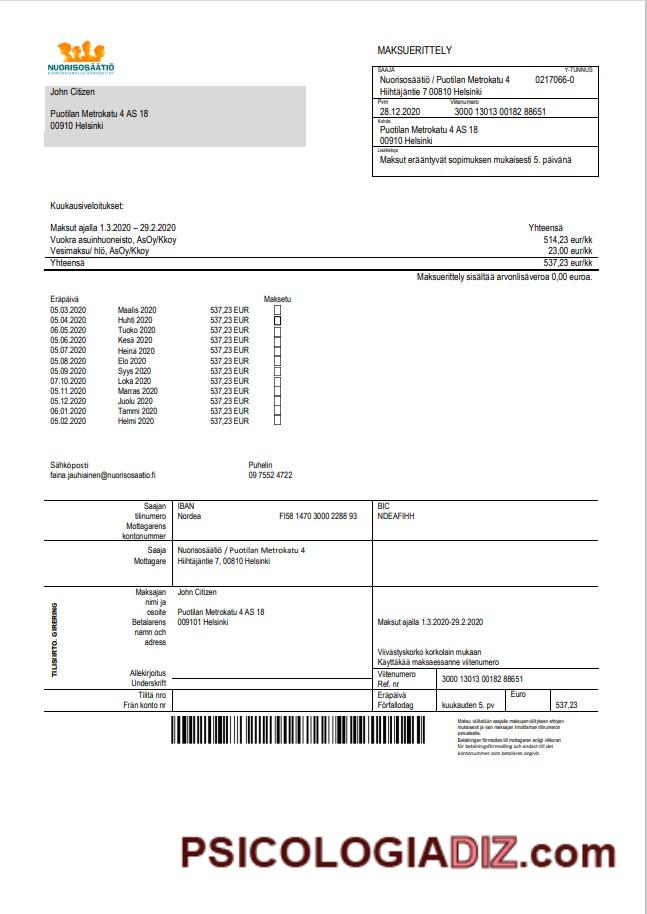 NUORISOSÄÄTIÖ
John Citizen
Puotilan Metrokatu 4 AS 18
00910 Helsinki
MAKSUERITTELY
SAAJA Y-TUNNUS
Nuorisosäätiö / Puotilan Metrokatu 4 0217066-0
Hiihtäjäntie 7 00810 Helsinki
Pvm Viitenumero
28.12.2020 3000 13013 00182 88651
Kohde
Puotilan Metrokatu 4 AS 18
00910 Helsinki
Lisätietoja
Maksut erääntyvät sopimuksen mukaisesti 5. päivänä
Kuukausiveloitukset:
Maksut ajalla 1.3.2020 – 29.2.2020 Yhteensä
Vuokra asuinhuoneisto, AsOy/Kkoy 514,23 eur/kk
Vesimaksu/ hlö, AsOy/Kkoy 23,00 eur/kk
Yhteensä 537,23 eur/kk
Maksuerittely sisältää arvonlisäveroa 0,00 euroa.
Eräpäivä Maksetu
05.03.2020 Maalis 2020 537,23 EUR
05.04.2020 Huhti 2020 537,23 EUR
06.05.2020 Tuoko 2020 537,23 EUR
05.06.2020 Kesä 2020 537,23 EUR
05.07.2020 Heinä 2020 537,23 EUR
05.08.2020 Elo 2020 537,23 EUR
05.09.2020 Syys 2020 537,23 EUR
07.10.2020 Loka 2020 537,23 EUR
05.11.2020 Marras 2020 537,23 EUR
05.12.2020 Juolu 2020 537,23 EUR
06.01.2020 Tammi 2020 537,23 EUR
05.02.2020 Helmi 2020 537,23 EUR
Sähköposti Puhelin
faina.jauhiainen@nuorisosaatio.fi 09 7552 4722
Saajan IBAN BIC
tilinumero Nordea FI58 1470 3000 2288 93 NDEAFIHH
Mottagarens
kontonummer
Saaja Nuorisosäätiö / Puotilan Metrokatu 4
Mottagare Hiihtäjäntie 7, 00810 Helsinki
TILISIIRTO. GIRERING
Maksajan John Citizen
nimi ja
osoite Puotilan Metrokatu 4 AS 18
Betalarens 009101 Helsinki Maksut ajalla 1.3.2020-29.2.2020
namn och
adress
Viivästyskorko korkolain mukaan
Käyttäkää maksaessanne viitenumero
Allekirjoitus Viitenumero
Underskrift Ref. nr 3000 13013 00182 88651
Tilitä nro Eräpäivä Euro
Från konto nr Förfallodag kuukauden 5. pv 537,23
Maksu välitetään saajalle maksujenvälityksen ehtojen
mukaisesti ja vain maksajan ilmoittaman tilinumeron
perusteella.
Betalningen förmedlas till mottagaren enligt villkoren
för betalningsförmedling och endast till det
kontonummer som betalaren angivit.
PSICOLOGIADIZ.com